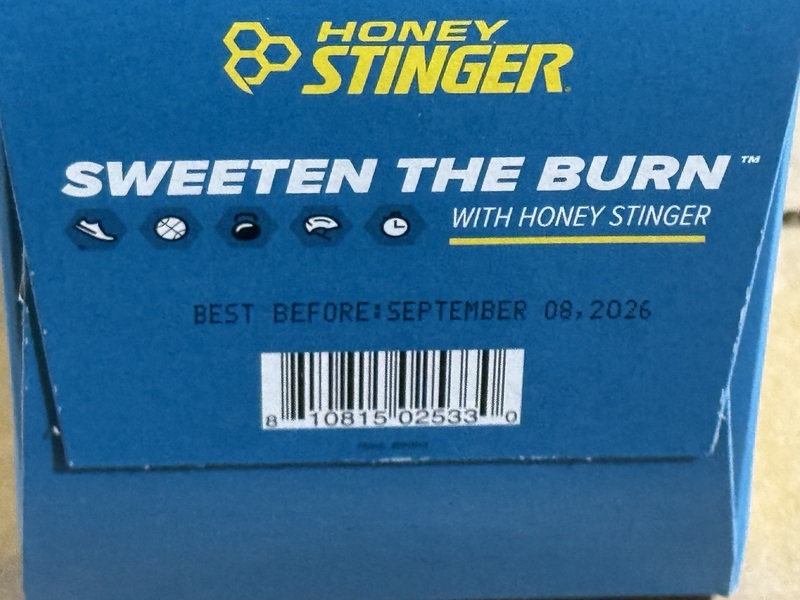 HONEY
STINGER
SWEETEN THE BURN™
WITH HONEY STINGER
BEST BEFORE:SEPTEMBER 08,2026
8 10815 02533 0